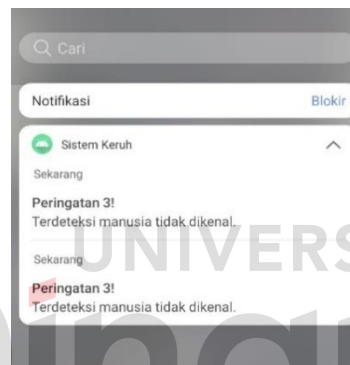 Cari
Notifikasi Blokir
Sistem Keruh
Sekarang
Peringatan 3!
Terdeteksi manusia tidak dikenal.
UNIVERS
Sekarang
Peringatan 3!
Terdeteksi manusia tidak dikenal.